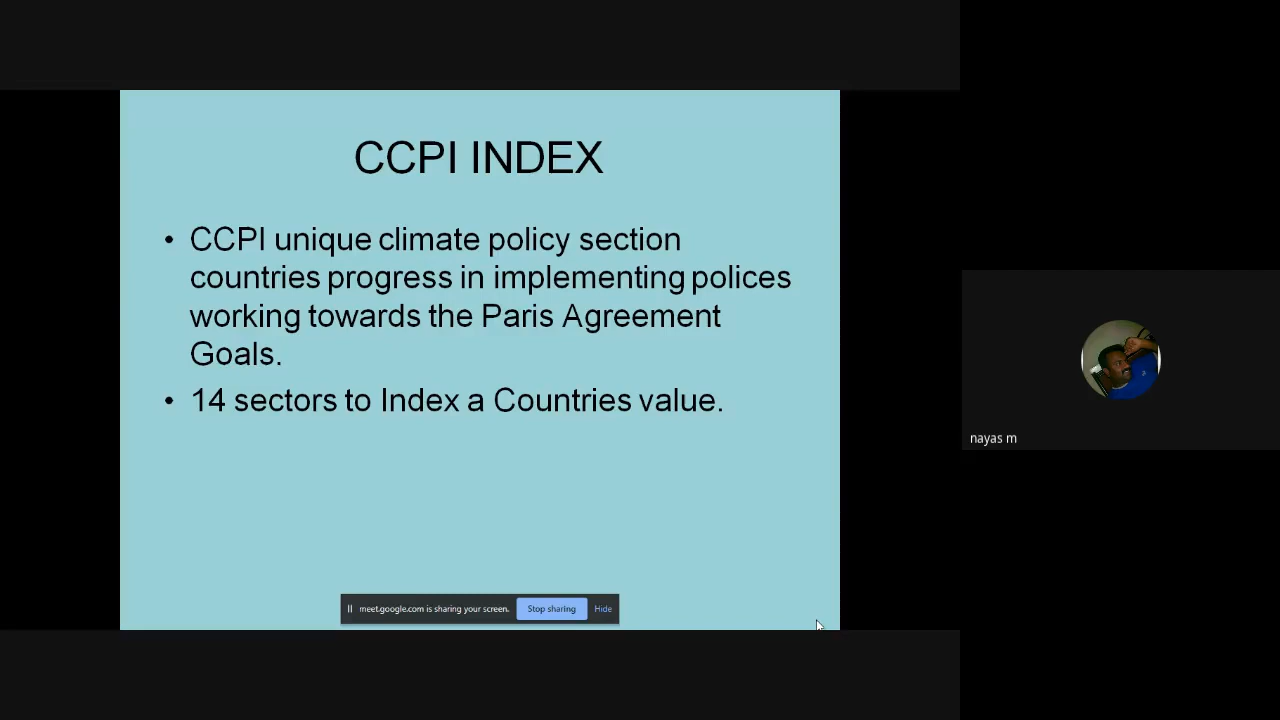 CCPI INDEX
• CCPI unique climate policy section
countries progress in implementing polices
working towards the Paris Agreement
Goals.
• 14 sectors to Index a Countries value.
meet.google.com is sharing your screen. Stop sharing Hide
nayas m